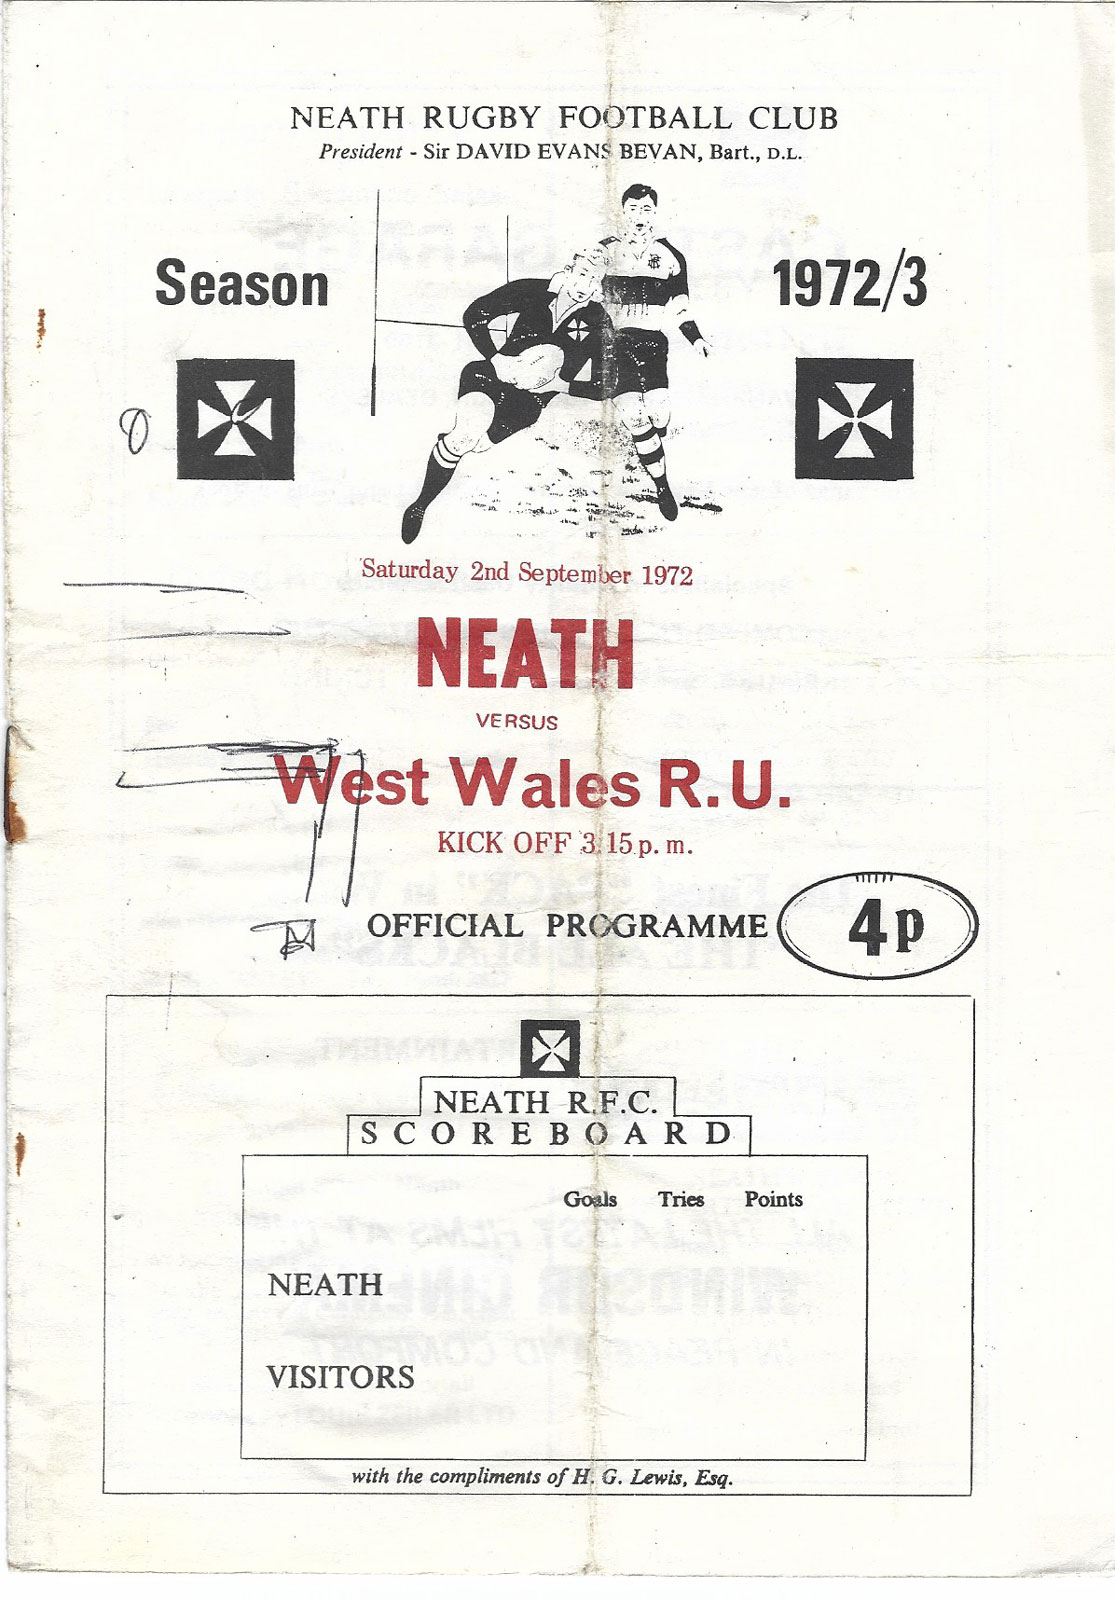 NEATH RUGBY FOOTBALL CLUB
President - Sir DAVID EVANS BEVAN, Bart., D.L.
Season 1972/3
Saturday 2nd September 1972
NEATH
VERSUS
West Wales R.U.
KICK OFF 3.15 p.m.
OFFICIAL PROGRAMME 4p
NEATH R.F.C.
SCOREBOARD
Goals Tries Points
NEATH
VISITORS
with the compliments of H. G. Lewis, Esq.